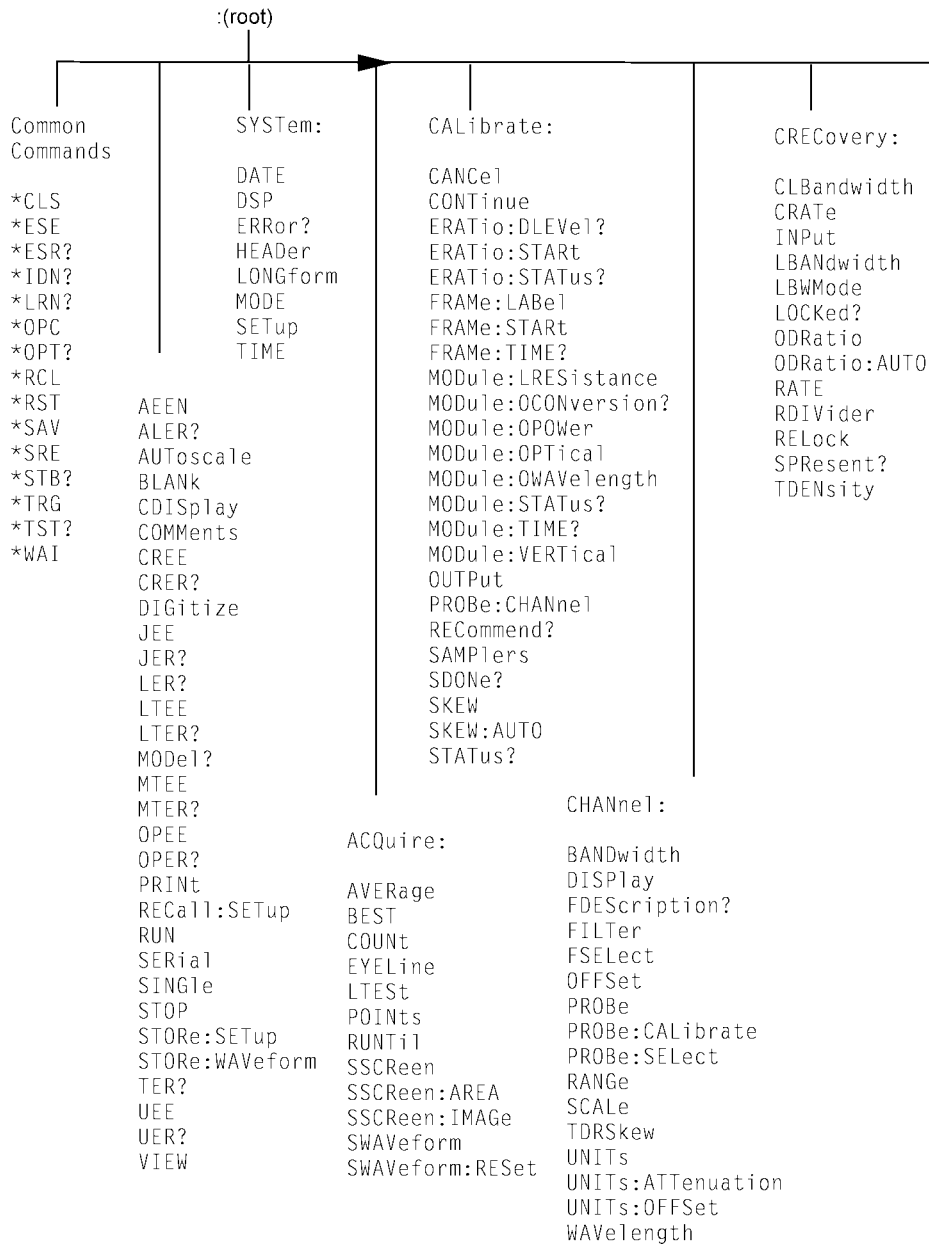 :(root)
Common
Commands
*CLS
*ESE
*ESR?
*IDN?
*LRN?
*OPC
*OPT?
*RCL
*RST
*SAV
*SRE
*STB?
*TRG
*TST?
*WAI
AEEN
ALER?
AUToscale
BLANk
CDISplay
COMMents
CREE
CRER?
DIGitize
JEE
JER?
LER?
LTEE
LTER?
MODel?
MTEE
MTER?
OPEE
OPER?
PRINt
RECall:SETup
RUN
SERial
SINGle
STOP
STORe:SETup
STORe:WAVeform
TER?
UEE
UER?
VIEW
SYSTem:
DATE
DSP
ERRor?
HEADer
LONGform
MODE
SETup
TIME
ACQuire:
AVERage
BEST
COUNt
EYELine
LTESt
POINts
RUNTil
SSCReen
SSCReen:AREA
SSCReen:IMAGe
SWAVeform
SWAVeform:RESet
CALibrate:
CANCel
CONTinue
ERATio:DLEVel?
ERATio:STARt
ERATio:STATus?
FRAMe:LABel
FRAMe:STARt
FRAMe:TIME?
MODule:LRESistance
MODule:OCONversion?
MODule:OPOWer
MODule:OPTical
MODule:OWAVelength
MODule:STATus?
MODule:TIME?
MODule:VERTical
OUTPut
PROBe:CHANnel
RECommend?
SAMPlers
SDONe?
SKEW
SKEW:AUTO
STATus?
CHANnel:
BANDwidth
DISPlay
FDEScription?
FILTer
FSELect
OFFSet
PROBe
PROBe:CALibrate
PROBe:SELect
RANGe
SCALe
TDRSkew
UNITs
UNITs:ATTenuation
UNITs:OFFSet
WAVelength
CRECovery:
CLBandwidth
CRATe
INPut
LBANdwidth
LBWMode
LOCKed?
ODRatio
ODRatio:AUTO
RATE
RDIVider
RELock
SPResent?
TDENsity